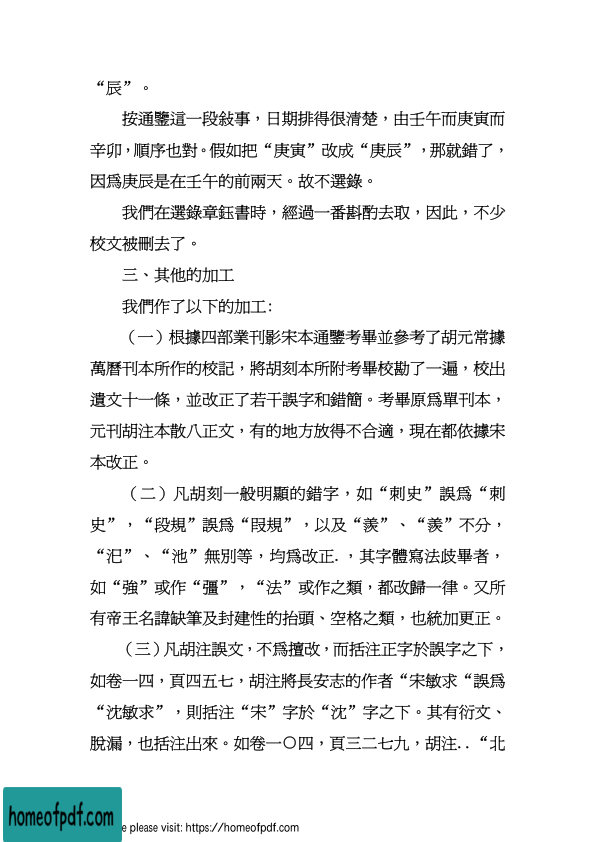 “辰”。
按通鑒這一段敍事，日期排得很清楚，由壬午而庚寅而
辛卯，順序也對。假如把“庚寅”改成“庚辰”，那就錯了，
因爲庚辰是在壬午的前兩天。故不選錄。
我們在選錄章鈺書時，經過一番斟酌去取，因此，不少
校文被刪去了。
三、其他的加工
我們作了以下的加工:
（一）根據四部業刊影宋本通鑒考畢並參考了胡元常據
萬曆刊本所作的校記，將胡刻本所附考畢校勘了一遍，校出
遺文十一條，並改正了若干誤字和錯簡。考畢原爲單刊本，
元刊胡注本散八正文，有的地方放得不合適，現在都依據宋
本改正。
（二）凡胡刻一般明顯的錯字，如“刺史”誤爲“刺
史”，“段規”誤爲“叚規”，以及“羨”、“羨”不分，
“汜”、“池”無別等，均爲改正.，其字體寫法歧畢者，
如“強”或作“彊”，“法”或作之類，都改歸一律。又所
有帝王名諱缺筆及封建性的抬頭、空格之類，也統加更正。
（三）凡胡注誤文，不爲擅改，而括注正字於誤字之下，
如卷一四，頁四五七，胡注將長安志的作者“宋敏求“誤爲
“沈敏求”，則括注“宋”字於“沈”字之下。其有衍文、
脫漏，也括注出來。如卷一〇四，頁三二七九，胡注..“北
homeofpdf.com
e please visit: https://homeofpdf.com